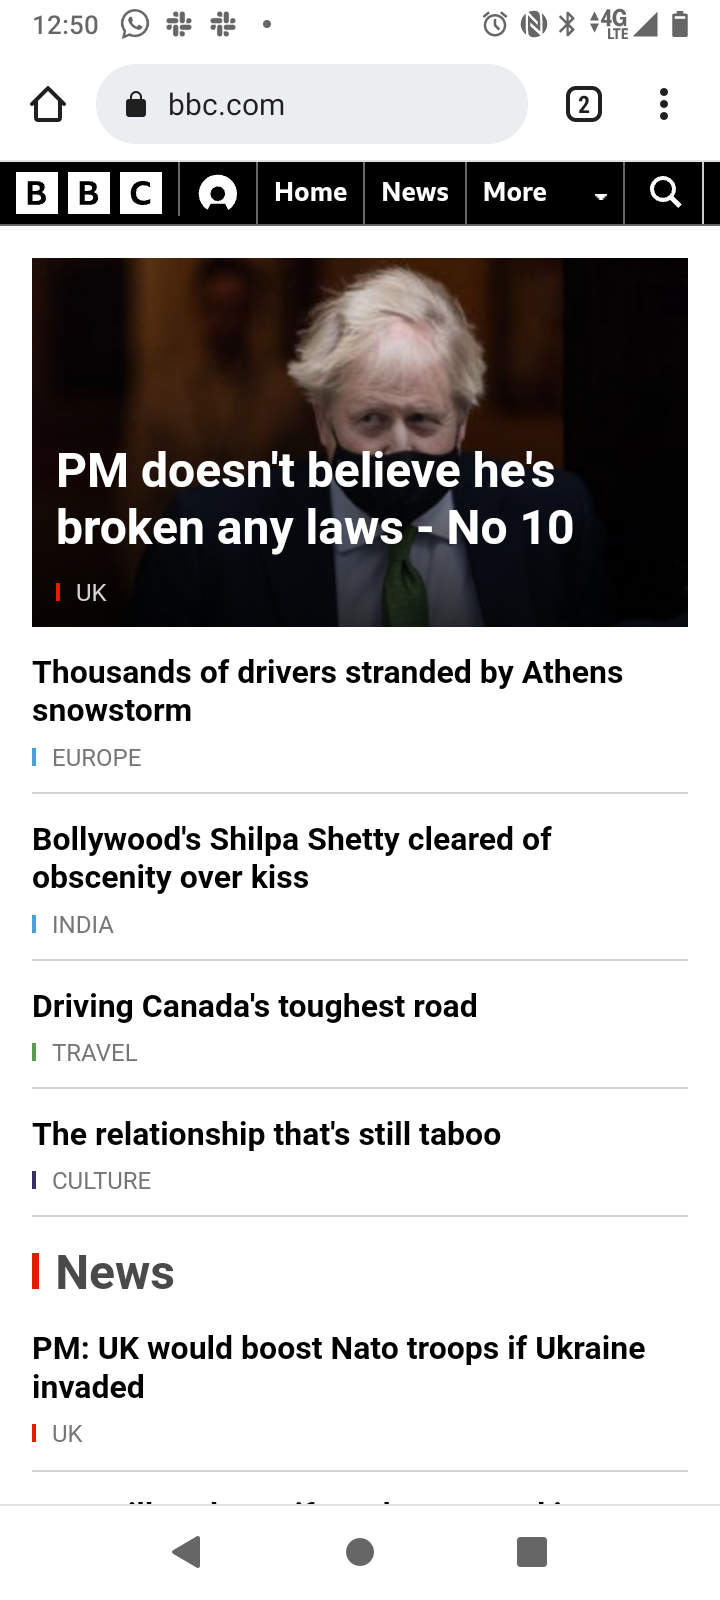 12:50
4G
LTE
bbc.com
2
B B C
Home
News
More
PM doesn't believe he's
broken any laws - No 10
UK
Thousands of drivers stranded by Athens
snowstorm
EUROPE
Bollywood's Shilpa Shetty cleared of
obscenity over kiss
INDIA
Driving Canada's toughest road
TRAVEL
The relationship that's still taboo
CULTURE
News
PM: UK would boost Nato troops if Ukraine
invaded
UK